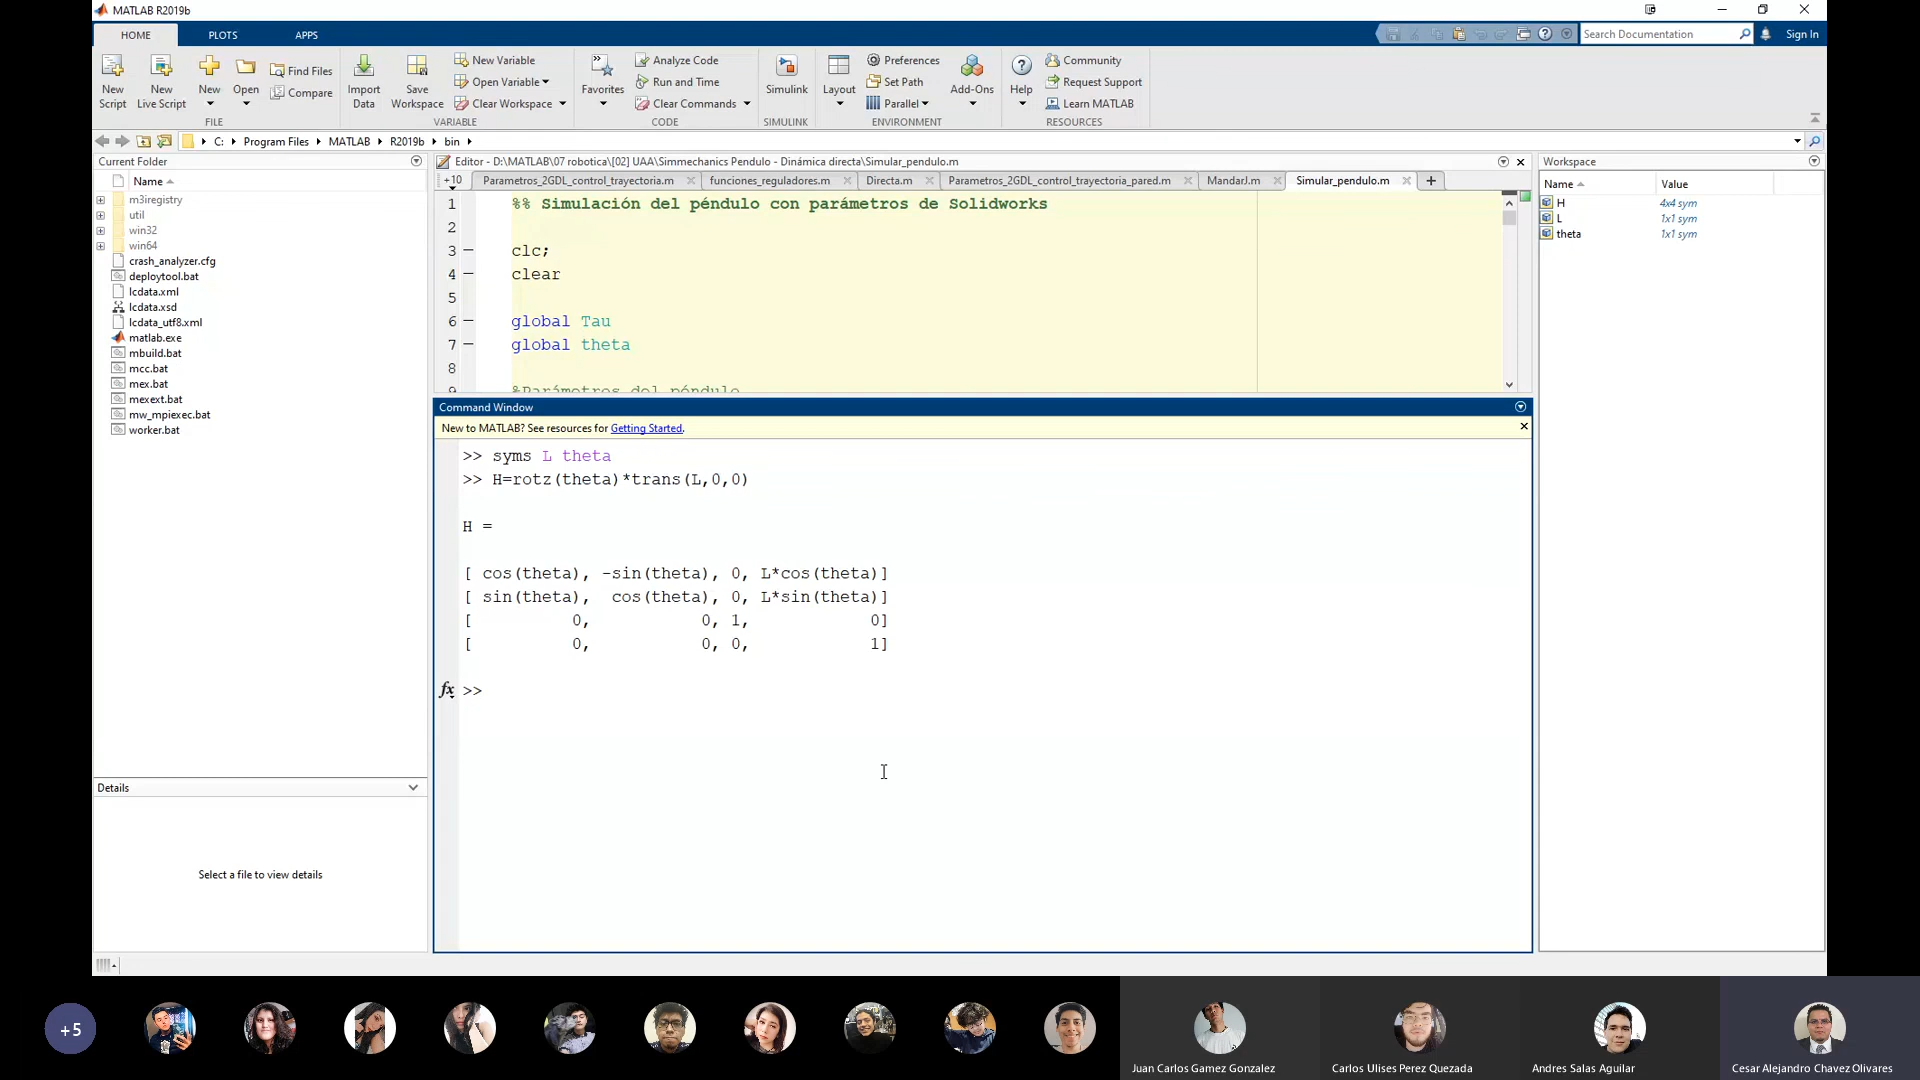 MATLAB R2019b
HOME PLOTS APPS
Search Documentation
Sign In
New Script
New Live Script
New
Open
Find Files
Compare
FILE
Import Data
Save Workspace
New Variable
Open Variable
Clear Workspace
VARIABLE
Favorites
Analyze Code
Run and Time
Clear Commands
CODE
Simulink
SIMULINK
Layout
Preferences
Set Path
Parallel
ENVIRONMENT
Add-Ons
Help
Community
Request Support
Learn MATLAB
RESOURCES
C: Program Files MATLAB R2019b bin
Current Folder
Name
m3iregistry
util
win32
win64
crash_analyzer.cfg
deploytool.bat
lcdata.xml
lcdata.xsd
lcdata_utf8.xml
matlab.exe
mbuild.bat
mcc.bat
mex.bat
mexext.bat
mw_mpiexec.bat
worker.bat
Details
Select a file to view details
Editor - D:\MATLAB\07 robotica\[02] UAA\Simmechanics Pendulo - Dinámica directa\Simular_pendulo.m
+10 Parametros_2GDL_control_trayectoria.m funciones_reguladores.m Directa.m Parametros_2GDL_control_trayectoria_pared.m MandarJ.m Simular_pendulo.m
1 %% Simulación del péndulo con parámetros de Solidworks
2
3 clc;
4 clear
5
6 global Tau
7 global theta
8
9 %Parámetros del péndulo
Command Window
New to MATLAB? See resources for Getting Started.
>> syms L theta
>> H=rotz(theta)*trans(L,0,0)
H =
[ cos(theta), -sin(theta), 0, L*cos(theta)]
[ sin(theta), cos(theta), 0, L*sin(theta)]
[ 0, 0, 1, 0]
[ 0, 0, 0, 1]
fx >>
Workspace
Name Value
H 4x4 sym
L 1x1 sym
theta 1x1 sym
+5
Juan Carlos Gamez Gonzalez
Carlos Ulises Perez Quezada
Andres Salas Aguilar
Cesar Alejandro Chavez Olivares